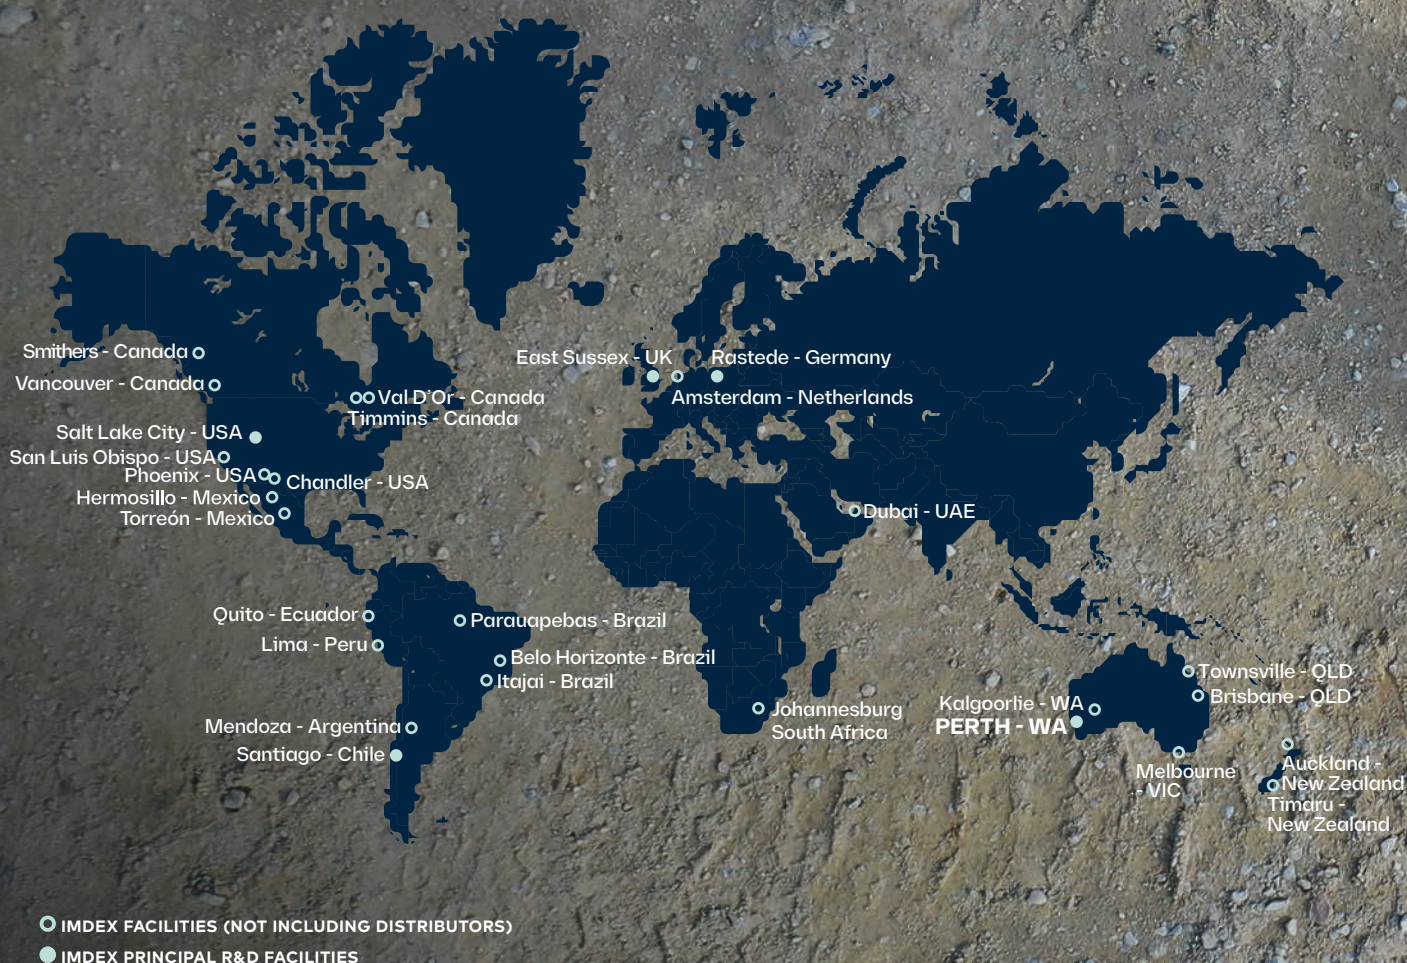 Smithers - Canada
Vancouver - Canada
Val D'Or - Canada
Timmins - Canada
Salt Lake City - USA
San Luis Obispo - USA
Phoenix - USA
Chandler - USA
Hermosillo - Mexico
Torreón - Mexico
East Sussex - UK
Rastede - Germany
Amsterdam - Netherlands
Dubai - UAE
Quito - Ecuador
Lima - Peru
Parauapebas - Brazil
Belo Horizonte - Brazil
Itajai - Brazil
Mendoza - Argentina
Santiago - Chile
Johannesburg
South Africa
Townsville - QLD
Brisbane - QLD
Kalgoorlie - WA
PERTH - WA
Melbourne
- VIC
Auckland -
New Zealand
Timaru -
New Zealand
IMDEX FACILITIES (NOT INCLUDING DISTRIBUTORS)
IMDEX PRINCIPAL R&D FACILITIES